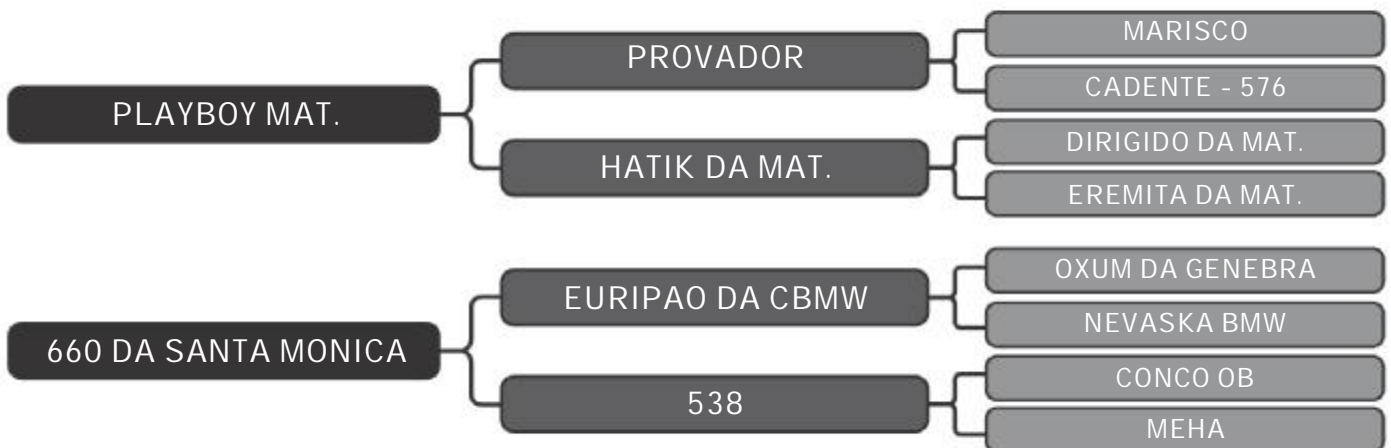 PLAYBOY MAT.
PROVADOR
MARISCO
CADENTE - 576
HATIK DA MAT.
DIRIGIDO DA MAT.
EREMITA DA MAT.
660 DA SANTA MONICA
EURIPAO DA CBMW
OXUM DA GENEBRA
NEVASKA BMW
538
CONCO OB
MEHA